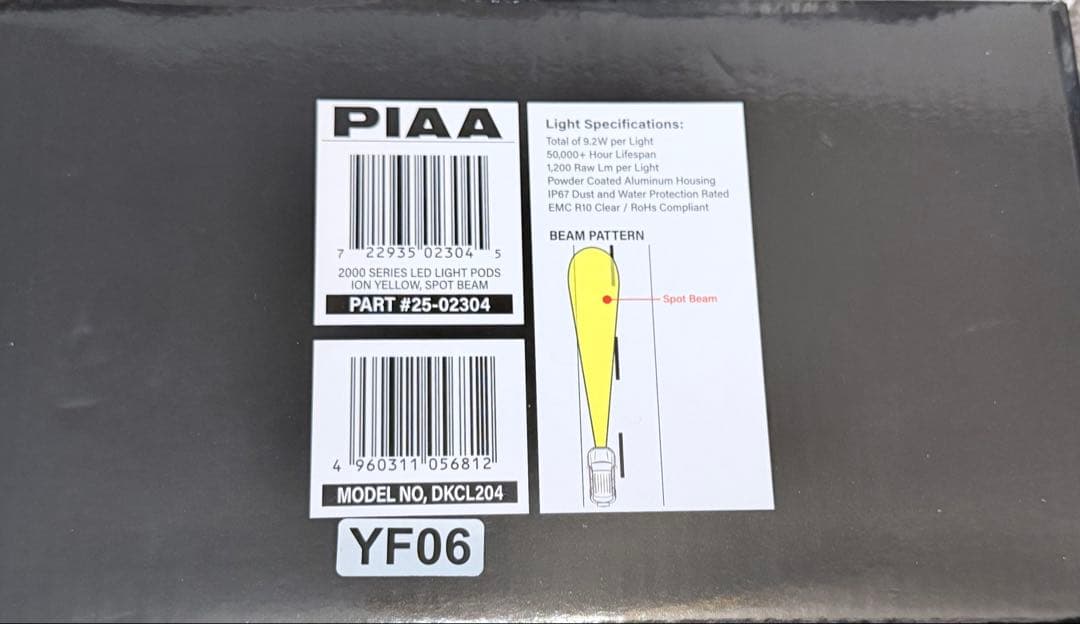 PIAA
7 22935 02304 5
2000 SERIES LED LIGHT PODS
ION YELLOW, SPOT BEAM
PART #25-02304
4 960311 056812
MODEL NO, DKCL204
YF06
Light Specifications:
Total of 9.2W per Light
50,000+ Hour Lifespan
1,200 Raw Lm per Light
Powder Coated Aluminum Housing
IP67 Dust and Water Protection Rated
EMC R10 Clear / RoHs Compliant
BEAM PATTERN
Spot Beam